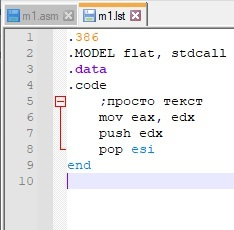 m1.asm m1.lst
1 .386
2 .MODEL flat, stdcall
3 .data
4 .code
5 ;просто текст
6 mov eax, edx
7 push edx
8 pop esi
9 end
10